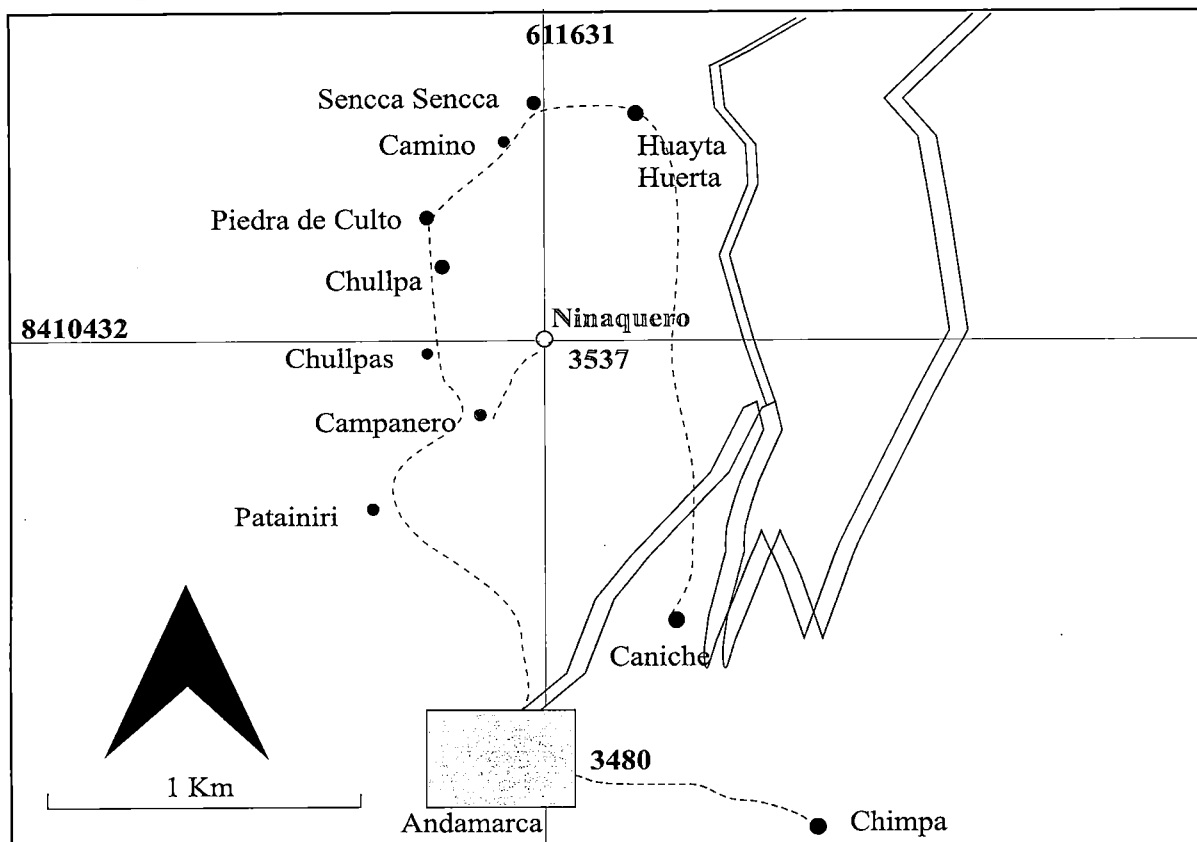 611631
Sencca Sencca
Camino
Huayta
Huerta
Piedra de Culto
Chullpa
8410432
Ninaquero
Chullpas
3537
Campanero
Patainiri
Caniche
3480
1 Km
Andamarca
Chimpa